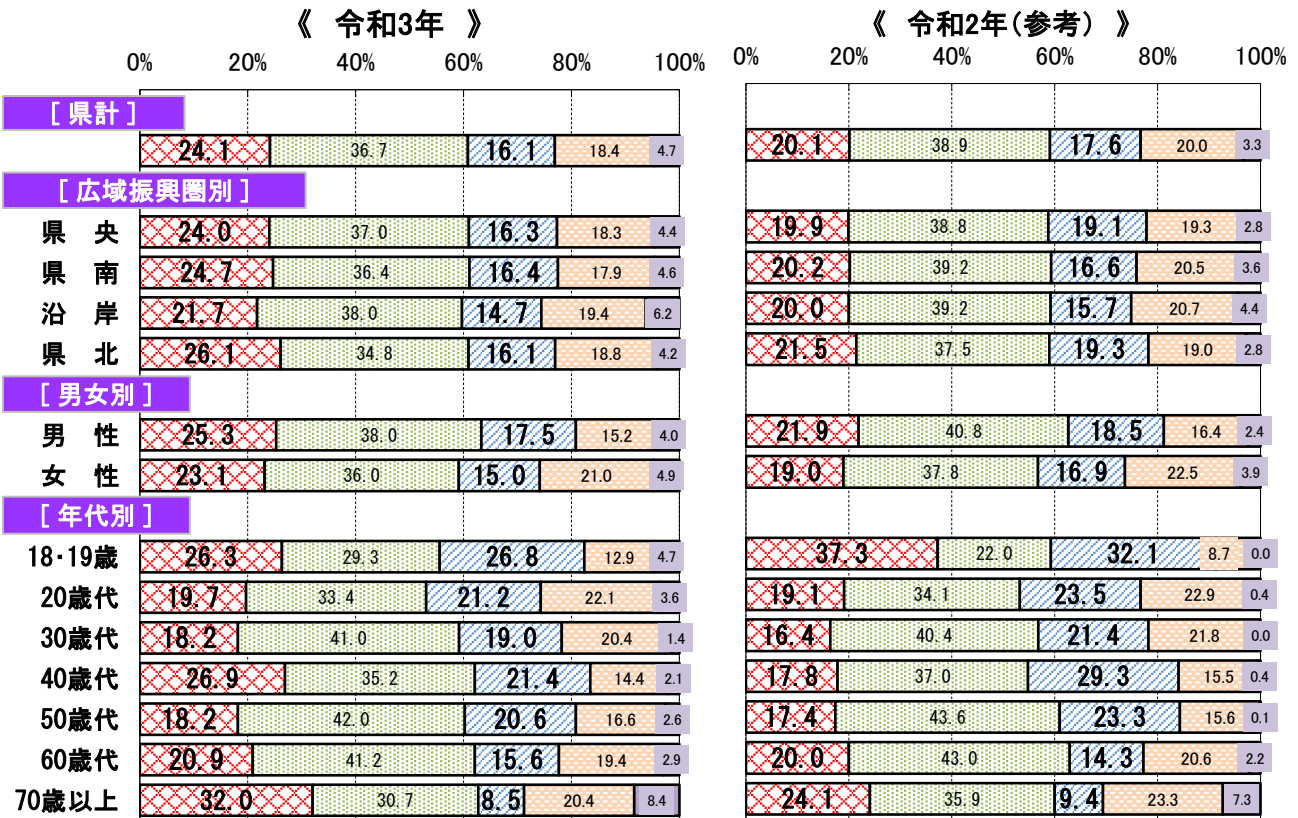 《 令和3年 》 《 令和2年(参考) 》
0% 20% 40% 60% 80% 100% 0% 20% 40% 60% 80% 100%
[ 県計 ]
24.1 36.7 16.1 18.4 4.7 20.1 38.9 17.6 20.0 3.3
[ 広域振興圏別 ]
県 央 24.0 37.0 16.3 18.3 4.4 19.9 38.8 19.1 19.3 2.8
県 南 24.7 36.4 16.4 17.9 4.6 20.2 39.2 16.6 20.5 3.6
沿 岸 21.7 38.0 14.7 19.4 6.2 20.0 39.2 15.7 20.7 4.4
県 北 26.1 34.8 16.1 18.8 4.2 21.5 37.5 19.3 19.0 2.8
[ 男女別 ]
男 性 25.3 38.0 17.5 15.2 4.0 21.9 40.8 18.5 16.4 2.4
女 性 23.1 36.0 15.0 21.0 4.9 19.0 37.8 16.9 22.5 3.9
[ 年代別 ]
18・19歳 26.3 29.3 26.8 12.9 4.7 37.3 22.0 32.1 8.7 0.0
20歳代 19.7 33.4 21.2 22.1 3.6 19.1 34.1 23.5 22.9 0.4
30歳代 18.2 41.0 19.0 20.4 1.4 16.4 40.4 21.4 21.8 0.0
40歳代 26.9 35.2 21.4 14.4 2.1 17.8 37.0 29.3 15.5 0.4
50歳代 18.2 42.0 20.6 16.6 2.6 17.4 43.6 23.3 15.6 0.1
60歳代 20.9 41.2 15.6 19.4 2.9 20.0 43.0 14.3 20.6 2.2
70歳以上 32.0 30.7 8.5 20.4 8.4 24.1 35.9 9.4 23.3 7.3